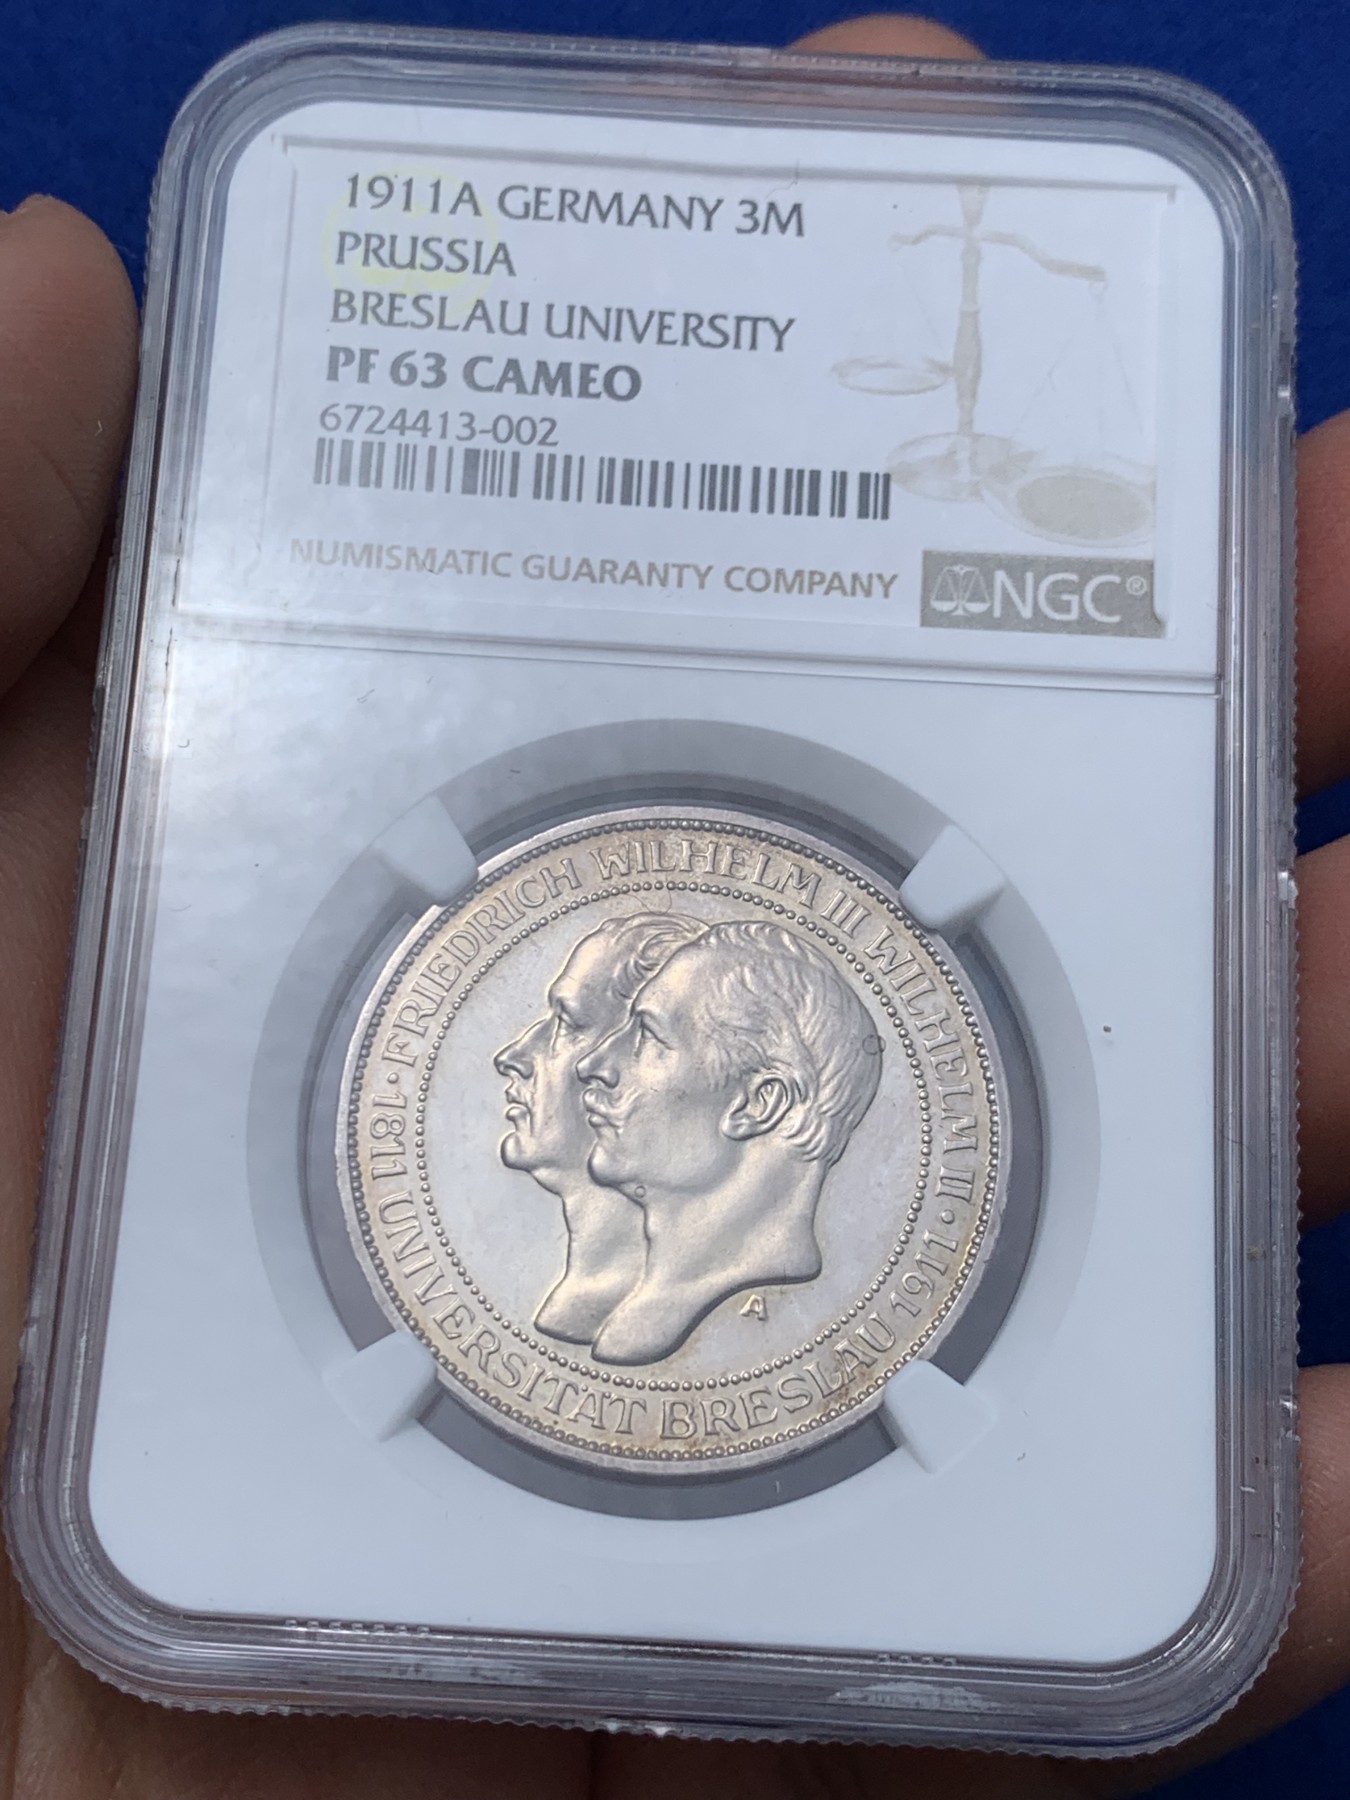 1911A GERMANY 3M
PRUSSIA
BRESLAU UNIVERSITY
PF 63 CAMEO
6724413-002
NUMISMATIC GUARANTY COMPANY
NGC®
FRIEDRICH WILHELM III WILHELM II ·
1811 · UNIVERSITÄT BRESLAU 1911
A